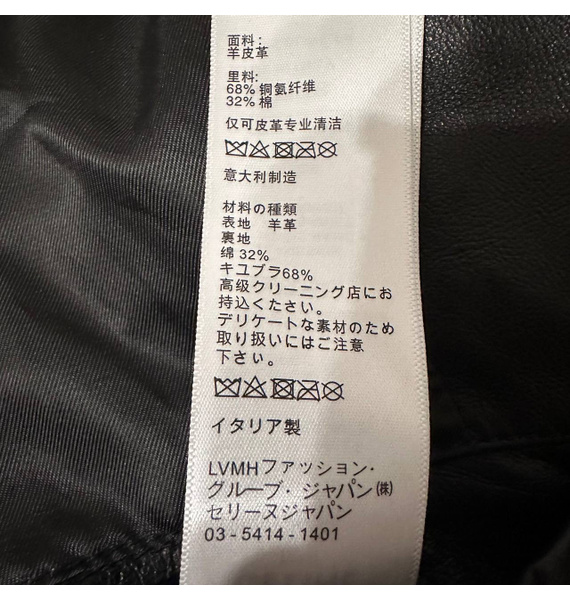 面料:
羊皮革
里料:
68% 铜氨纤维
32% 棉
仅可皮革专业清洁
意大利制造
材料の種類
表地 羊革
裏地
綿 32%
キユブラ68%
高級クリーニング店にお
持込ください。
デリケートな素材のため
取り扱いにはご注意
下さい。
イタリア製
LVMHファッション·
グループ· ジャパン㈱
セリーヌジャパン
03 - 5414 - 1401